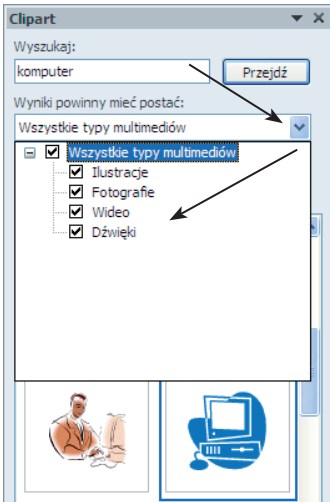 Clipart
Wyszukaj:
komputer
Przejdź
Wyniki powinny mieć postać:
Wszystkie typy multimediów
Wszystkie typy multimediów
Ilustracje
Fotografie
Wideo
Dźwięki